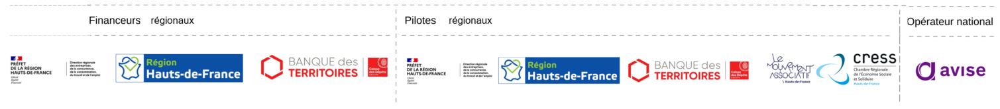 Financeurs régionaux
Pilotes régionaux
Opérateur national
PRÉFET
DE LA RÉGION
HAUTS-DE-FRANCE
Liberté
Égalité
Fraternité
Direction régionale
des entreprises,
de la concurrence,
de la consommation,
du travail et de l'emploi
Région
Hauts-de-France
BANQUE des
TERRITOIRES
Caisse
des Dépôts
GROUPE
PRÉFET
DE LA RÉGION
HAUTS-DE-FRANCE
Liberté
Égalité
Fraternité
Direction régionale
des entreprises,
de la concurrence,
de la consommation,
du travail et de l'emploi
Région
Hauts-de-France
BANQUE des
TERRITOIRES
Caisse
des Dépôts
GROUPE
Le
MOUVEMENT
ASSOCIATIF
\ Hauts-de-France
cress
Chambre Régionale
de l'Economie Sociale
et Solidaire
Hauts-de-France
avise